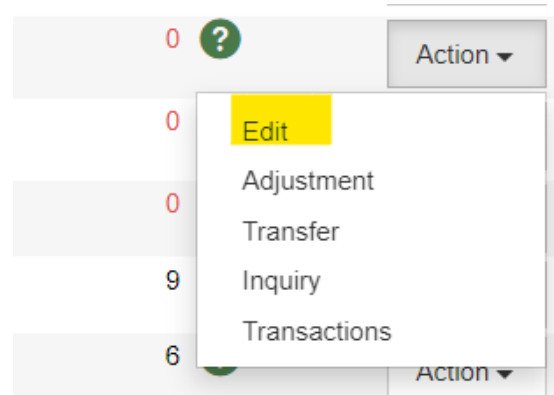 0 ? Action
0
Edit
Adjustment
0
Transfer
9
Inquiry
Transactions
6
Action